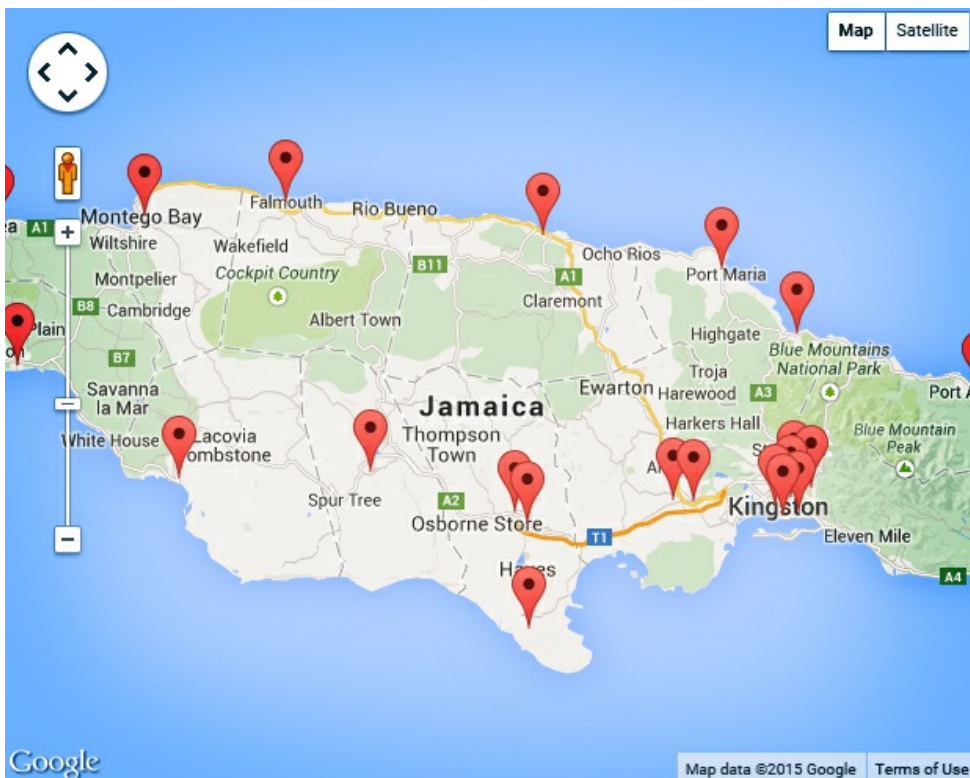 Map Satellite
Falmouth
Rio Bueno
Montego Bay
A1
Wiltshire
Wakefield
Ocho Rios
B11
Port Maria
Cockpit Country
A1
Montpelier
Claremont
B8
Cambridge
Albert Town
Highgate
Plain
Blue Mountains
National Park
B7
Troja
Ewarton
Harewood
A3
Savanna
la Mar
Port A
Jamaica
Harkers Hall
White House
Lacovia
Tombstone
Thompson
Town
Blue Mountain
Peak
Spur Tree
A2
Kingston
Osborne Store
T1
Eleven Mile
Hayes
A4
Google
Map data ©2015 Google Terms of Use